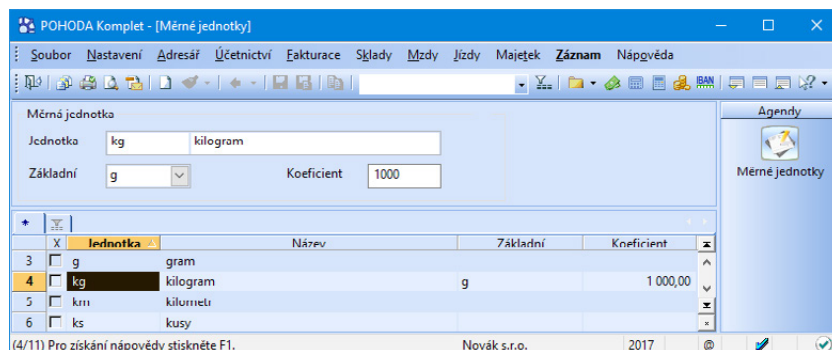 POHODA Komplet - [Měrné jednotky]
Soubor Nastavení Adresář Účetnictví Fakturace Sklady Mzdy Jízdy Majetek Záznam Nápověda
IBAN
Měrná jednotka
Agendy
Jednotka kg kilogram
Měrné jednotky
Základní g Koeficient 1000
X Jednotka Název Základní Koeficient
3 g gram
4 kg kilogram g 1 000,00
5 km kilometr
6 ks kusy
(4/11) Pro získání nápovědy stiskněte F1. Novák s.r.o. 2017 @